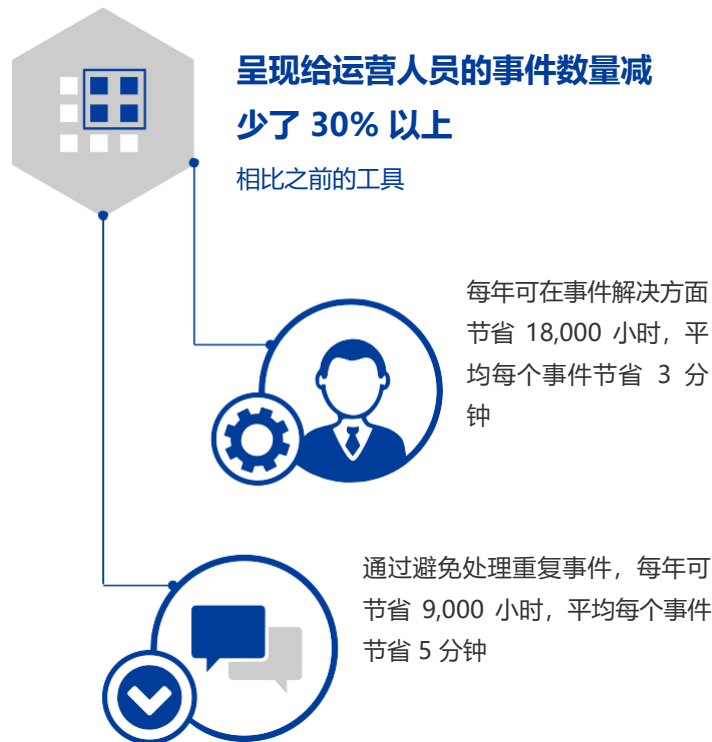 呈现给运营人员的事件数量减
少了 30% 以上
相比之前的工具
每年可在事件解决方面
节省 18,000 小时，平
均每个事件节省 3 分
钟
通过避免处理重复事件，每年可
节省 9,000 小时，平均每个事件
节省 5 分钟